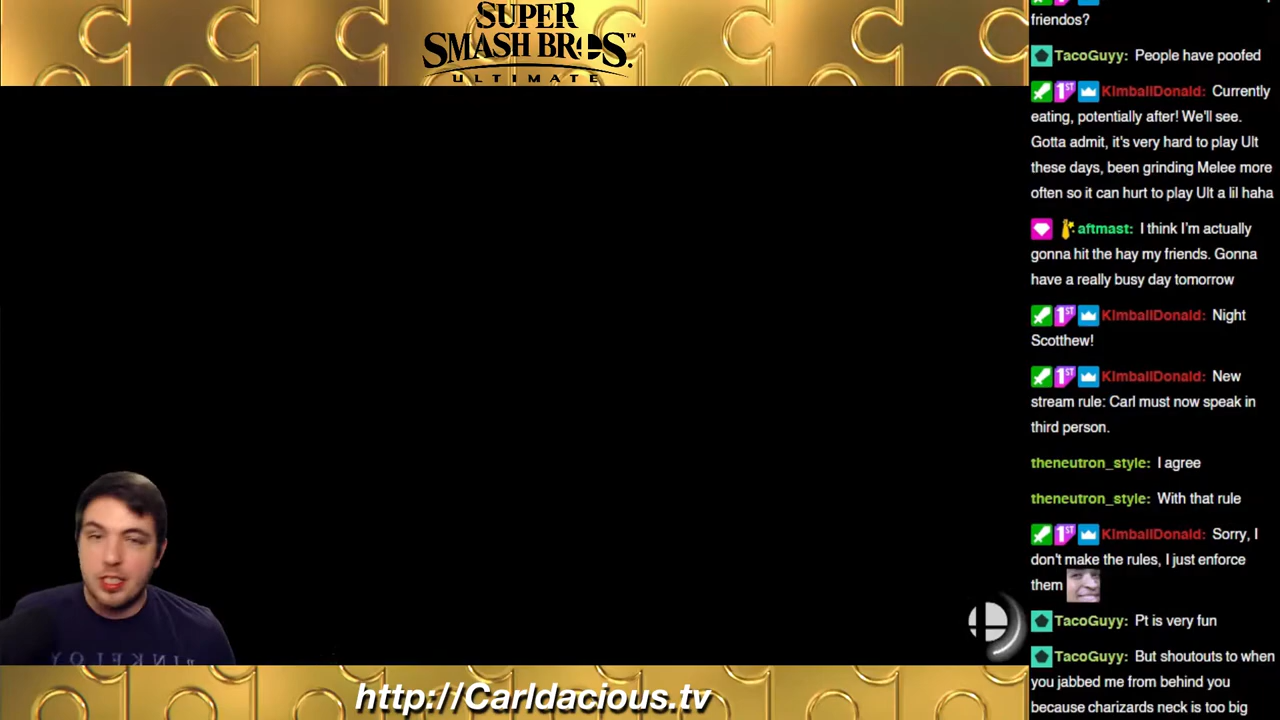 SUPER
SMASH BROS.™
ULTIMATE
friendos?
TacoGuyy: People have poofed
1ST KimballDonald: Currently
eating, potentially after! We'll see.
Gotta admit, it's very hard to play Ult
these days, been grinding Melee more
often so it can hurt to play Ult a lil haha
aftmast: I think I'm actually
gonna hit the hay my friends. Gonna
have a really busy day tomorrow
1ST KimballDonald: Night
Scotthew!
1ST KimballDonald: New
stream rule: Carl must now speak in
third person.
theneutron_style: I agree
theneutron_style: With that rule
1ST KimballDonald: Sorry, I
don't make the rules, I just enforce
them
TacoGuyy: Pt is very fun
TacoGuyy: But shoutouts to when
you jabbed me from behind you
because charizards neck is too big
http://Carldacious.tv